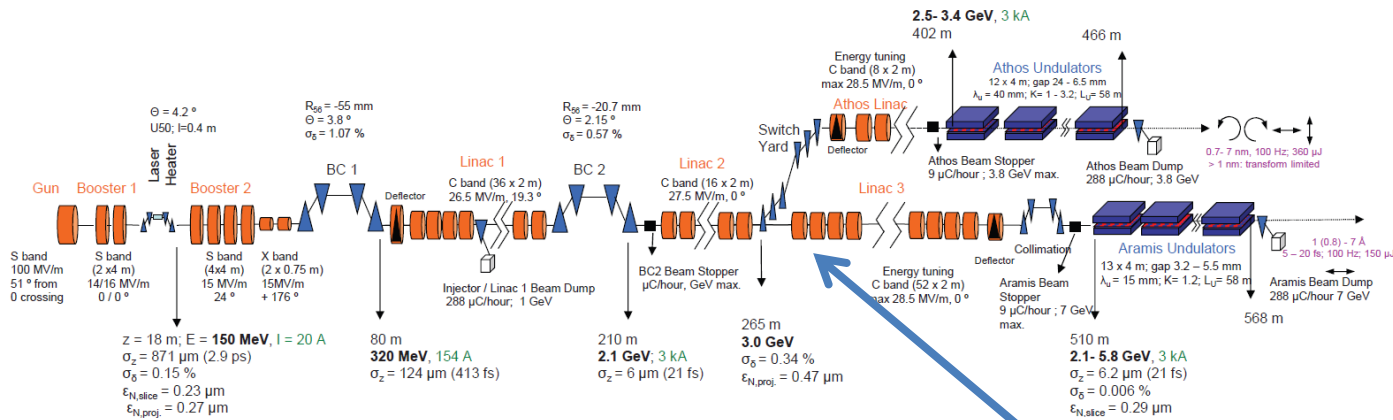 2.5- 3.4 GeV, 3 kA
402 m
466 m
Energy tuning
C band (8 x 2 m)
max 28.5 MV/m, 0 º
Athos Linac
Athos Undulators
12 x 4 m; gap 24 - 6.5 mm
λu = 40 mm; K= 1 - 3.2; LU= 58 m
Θ = 4.2 º
U50; l=0.4 m
R56 = -55 mm
Θ = 3.8 º
σδ = 1.07 %
R56 = -20.7 mm
Θ = 2.15 º
σδ = 0.57 %
Switch
Yard
Deflector
Athos Beam Stopper
9 µC/hour ; 3.8 GeV max.
Athos Beam Dump
288 µC/hour ; 3.8 GeV
0.7- 7 nm, 100 Hz; 360 µJ
> 1 nm: transform limited
Gun
Booster 1
Laser
Heater
Booster 2
BC 1
Deflector
Linac 1
C band (36 x 2 m)
26.5 MV/m, 19.3 º
BC 2
Linac 2
C band (16 x 2 m)
27.5 MV/m, 0 º
Linac 3
S band
100 MV/m
51 º from
0 crossing
S band
(2 x4 m)
14/16 MV/m
0 / 0 º
S band
(4x4 m)
15 MV/m
24 º
X band
(2 x 0.75 m)
15MV/m
+ 176 º
Injector / Linac 1 Beam Dump
288 µC/hour; 1 GeV
BC2 Beam Stopper
µC/hour, GeV max.
Energy tuning
C band (52 x 2 m)
max 28.5 MV/m, 0 º
Deflector
Collimation
Aramis Beam
Stopper
9 µC/hour ; 7 GeV
max.
Aramis Undulators
13 x 4 m; gap 3.2 – 5.5 mm
λu = 15 mm; K= 1.2; LU= 58 m
1 (0.8) - 7 Å
5 – 20 fs; 100 Hz; 150 µJ
Aramis Beam Dump
288 µC/hour 7 GeV
568 m
z = 18 m; E = 150 MeV, I = 20 A
σz = 871 µm (2.9 ps)
σδ = 0.15 %
εN,slice = 0.23 µm
εN,proj. = 0.27 µm
80 m
320 MeV, 154 A
σz = 124 µm (413 fs)
210 m
2.1 GeV; 3 kA
σz = 6 µm (21 fs)
265 m
3.0 GeV
σδ = 0.34 %
εN,proj. = 0.47 µm
510 m
2.1- 5.8 GeV, 3 kA
σz = 6.2 µm (21 fs)
σδ = 0.006 %
εN,slice = 0.29 µm